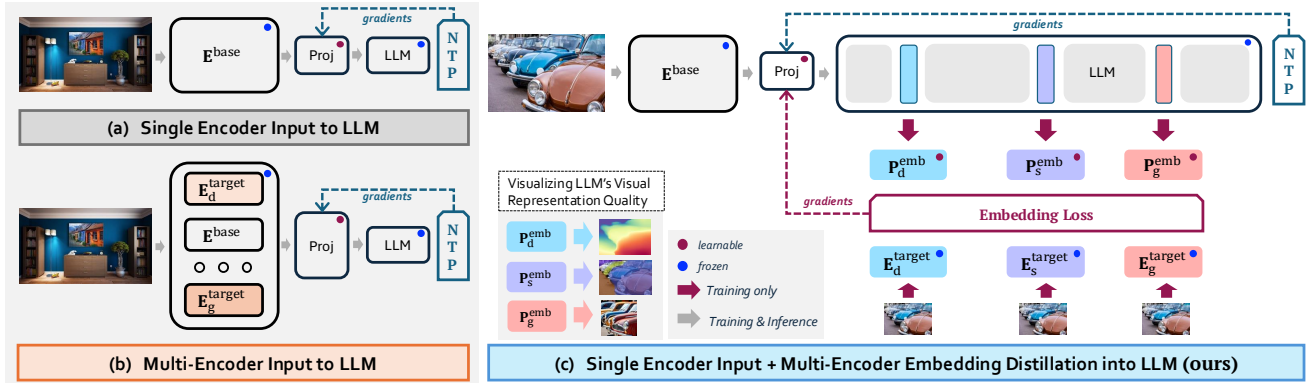 gradients
E^base
Proj
LLM
N
T
P
(a) Single Encoder Input to LLM
E_d^target
E^base
E_g^target
gradients
Proj
LLM
N
T
P
(b) Multi-Encoder Input to LLM
gradients
E^base
Proj
LLM
N
T
P
P_d^emb
P_s^emb
P_g^emb
gradients
Embedding Loss
E_d^target
E_s^target
E_g^target
Visualizing LLM's Visual
Representation Quality
P_d^emb
P_s^emb
P_g^emb
learnable
frozen
Training only
Training & Inference
(c) Single Encoder Input + Multi-Encoder Embedding Distillation into LLM (ours)